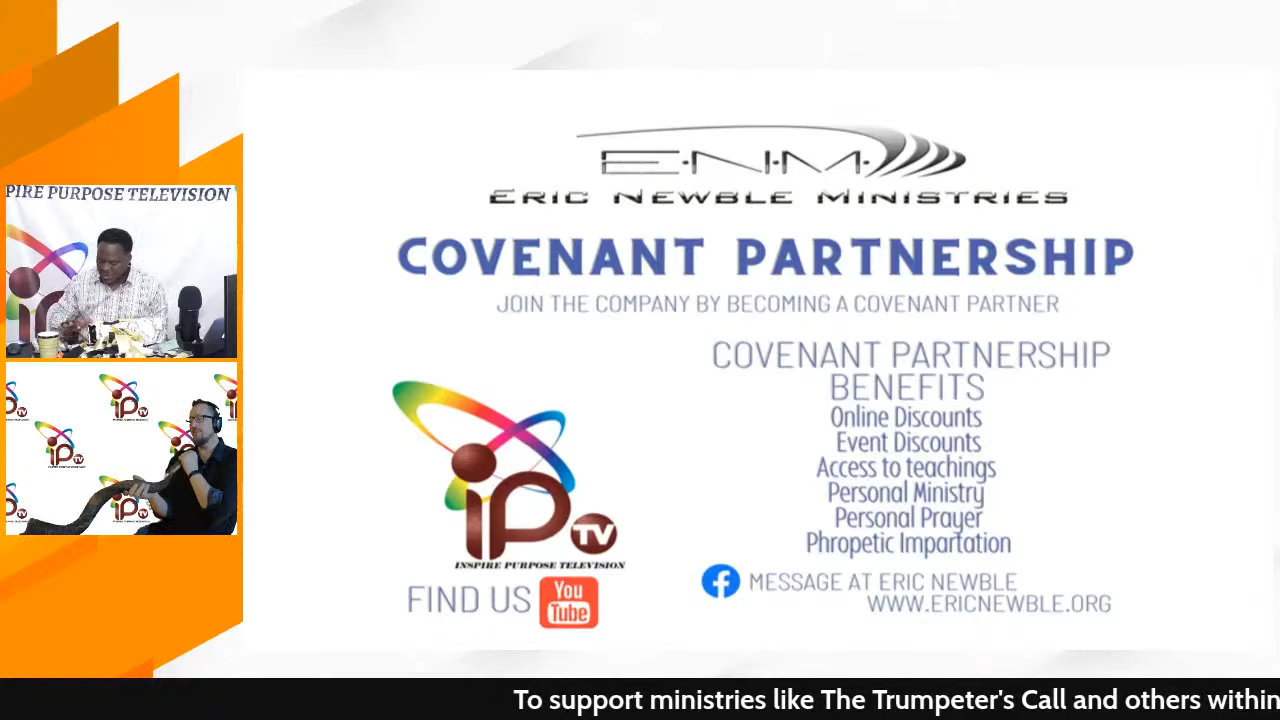 PIRE PURPOSE TELEVISION
E·N·M·
ERIC NEWBLE MINISTRIES
COVENANT PARTNERSHIP
JOIN THE COMPANY BY BECOMING A COVENANT PARTNER
COVENANT PARTNERSHIP
BENEFITS
Online Discounts
Event Discounts
Access to teachings
Personal Ministry
Personal Prayer
Phropetic Impartation
iP TV
INSPIRE PURPOSE TELEVISION
FIND US You Tube
f MESSAGE AT ERIC NEWBLE
WWW.ERICNEWBLE.ORG
iP TV
To support ministries like The Trumpeter's Call and others within